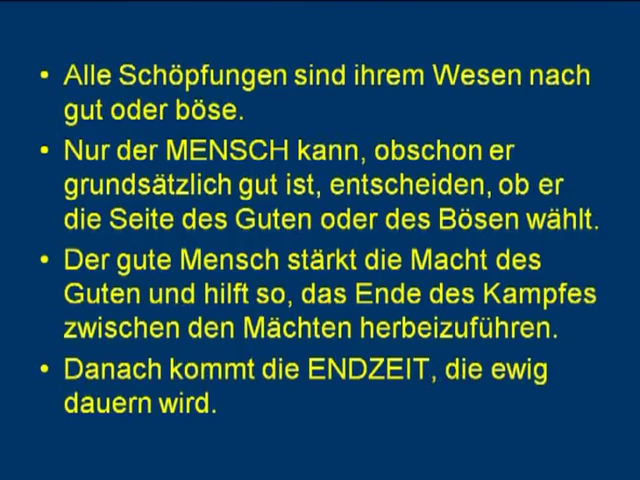 • Alle Schöpfungen sind ihrem Wesen nach
gut oder böse.
• Nur der MENSCH kann, obschon er
grundsätzlich gut ist, entscheiden, ob er
die Seite des Guten oder des Bösen wählt.
• Der gute Mensch stärkt die Macht des
Guten und hilft so, das Ende des Kampfes
zwischen den Mächten herbeizuführen.
• Danach kommt die ENDZEIT, die ewig
dauern wird.